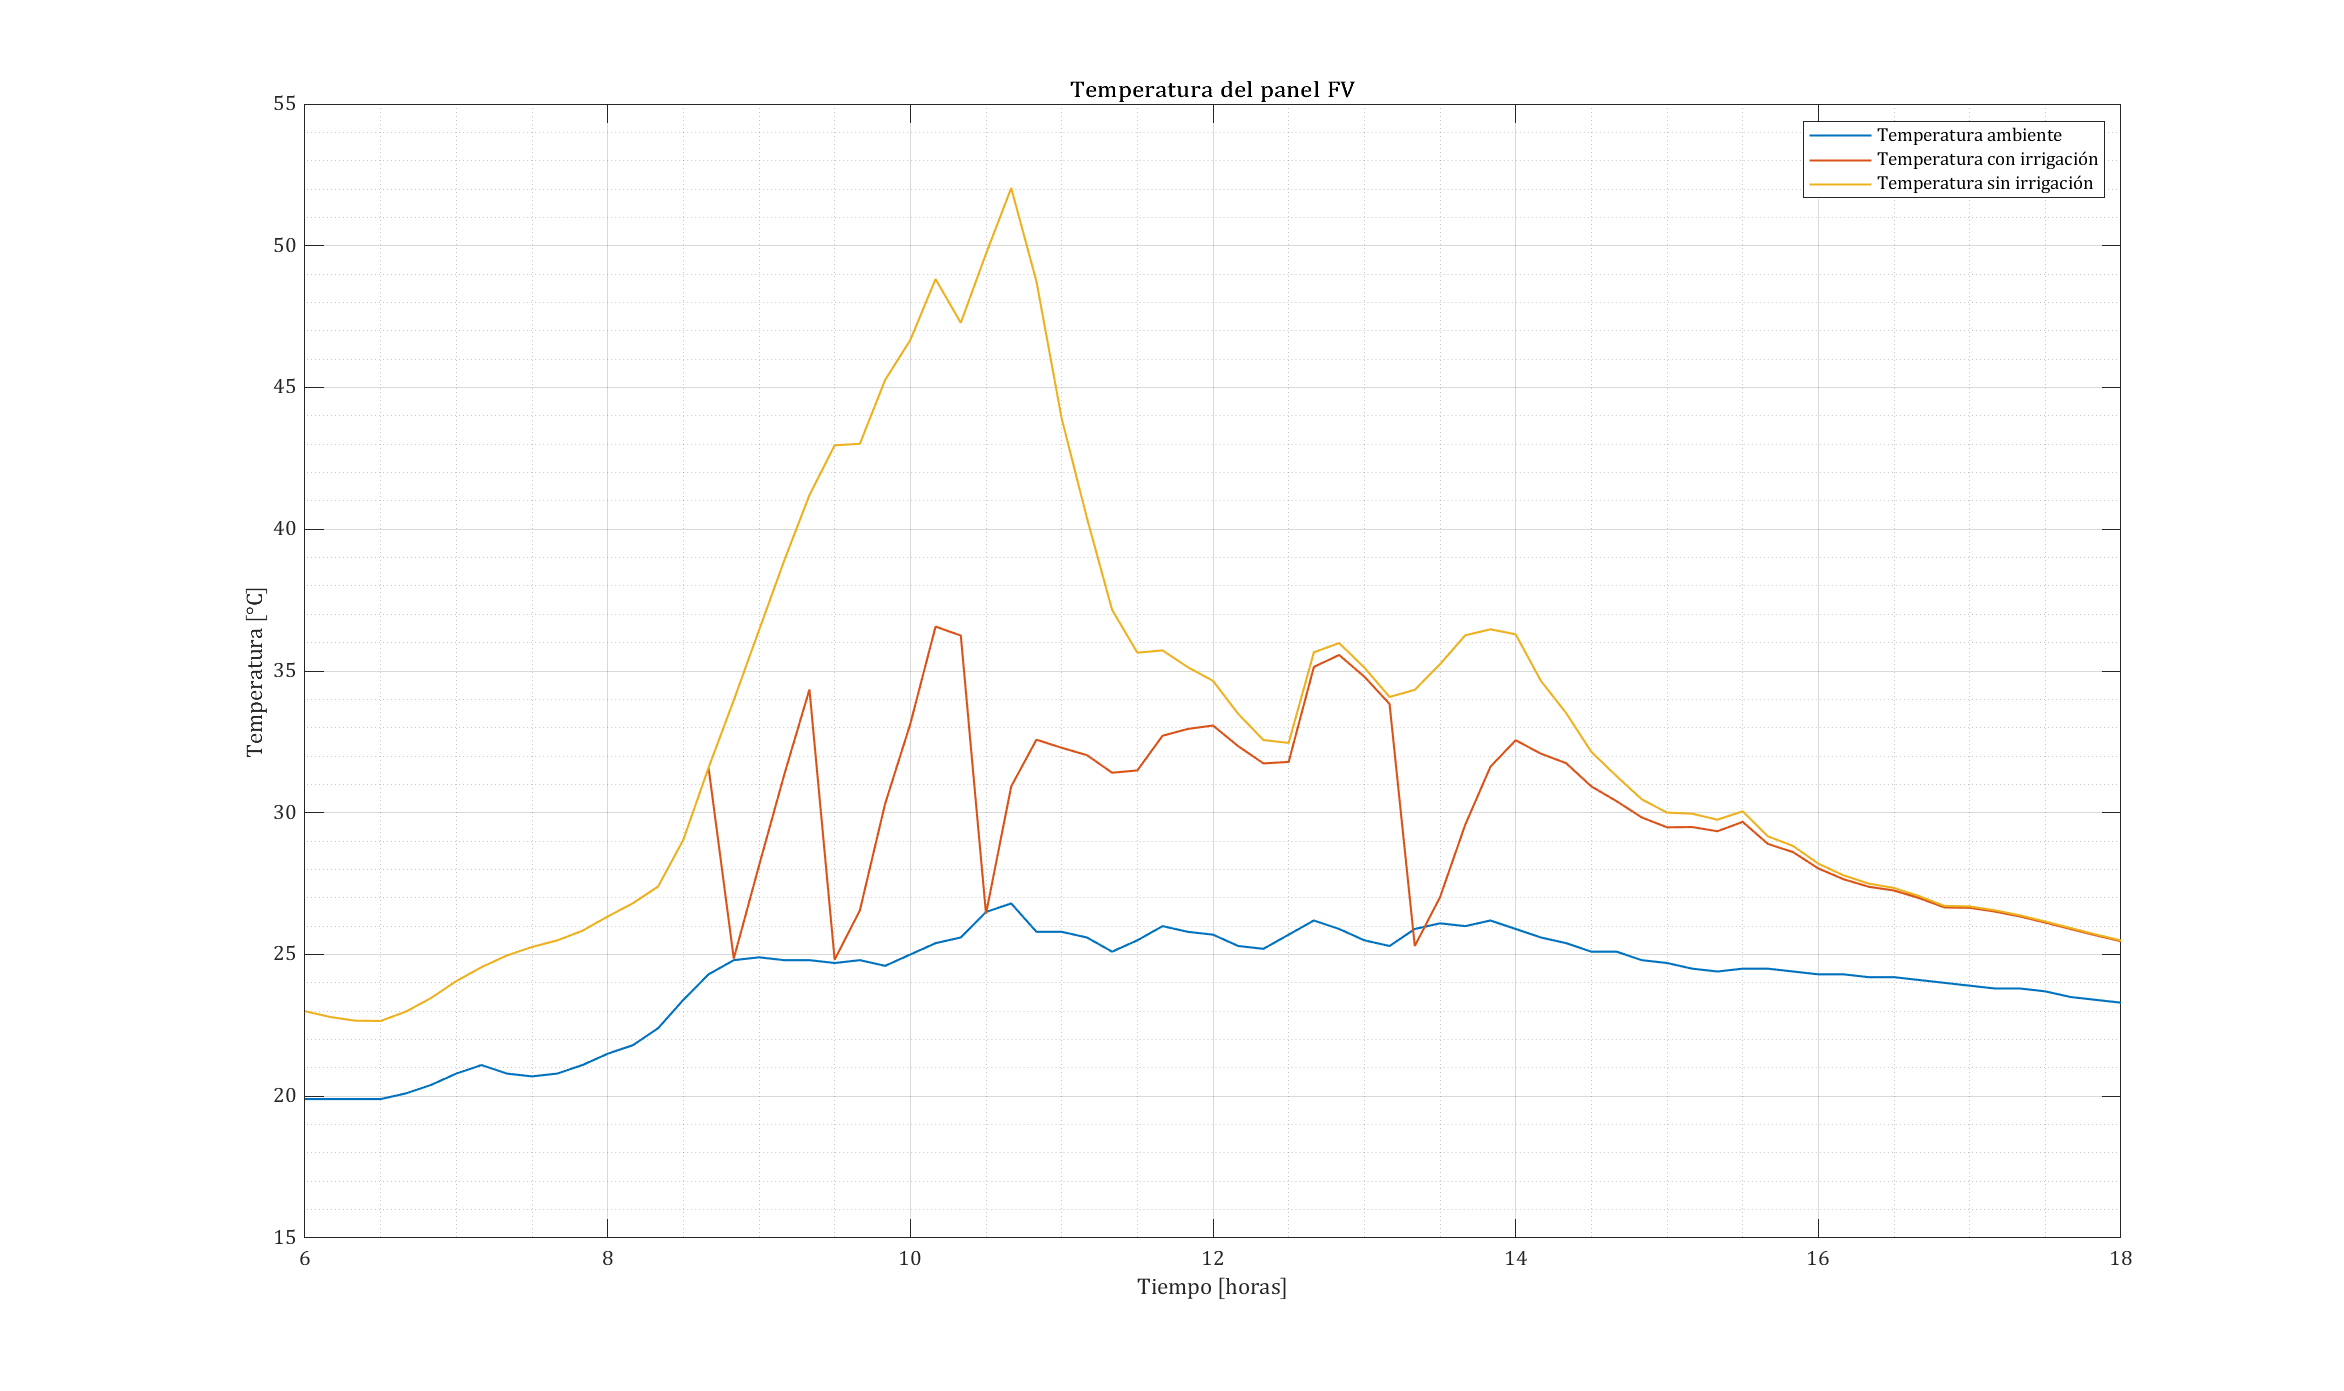 Temperatura del panel FV
Temperatura ambiente
Temperatura con irrigación
Temperatura sin irrigación
Temperatura [°C]
55
50
45
40
35
30
25
20
15
6 8 10 12 14 16 18
Tiempo [horas]